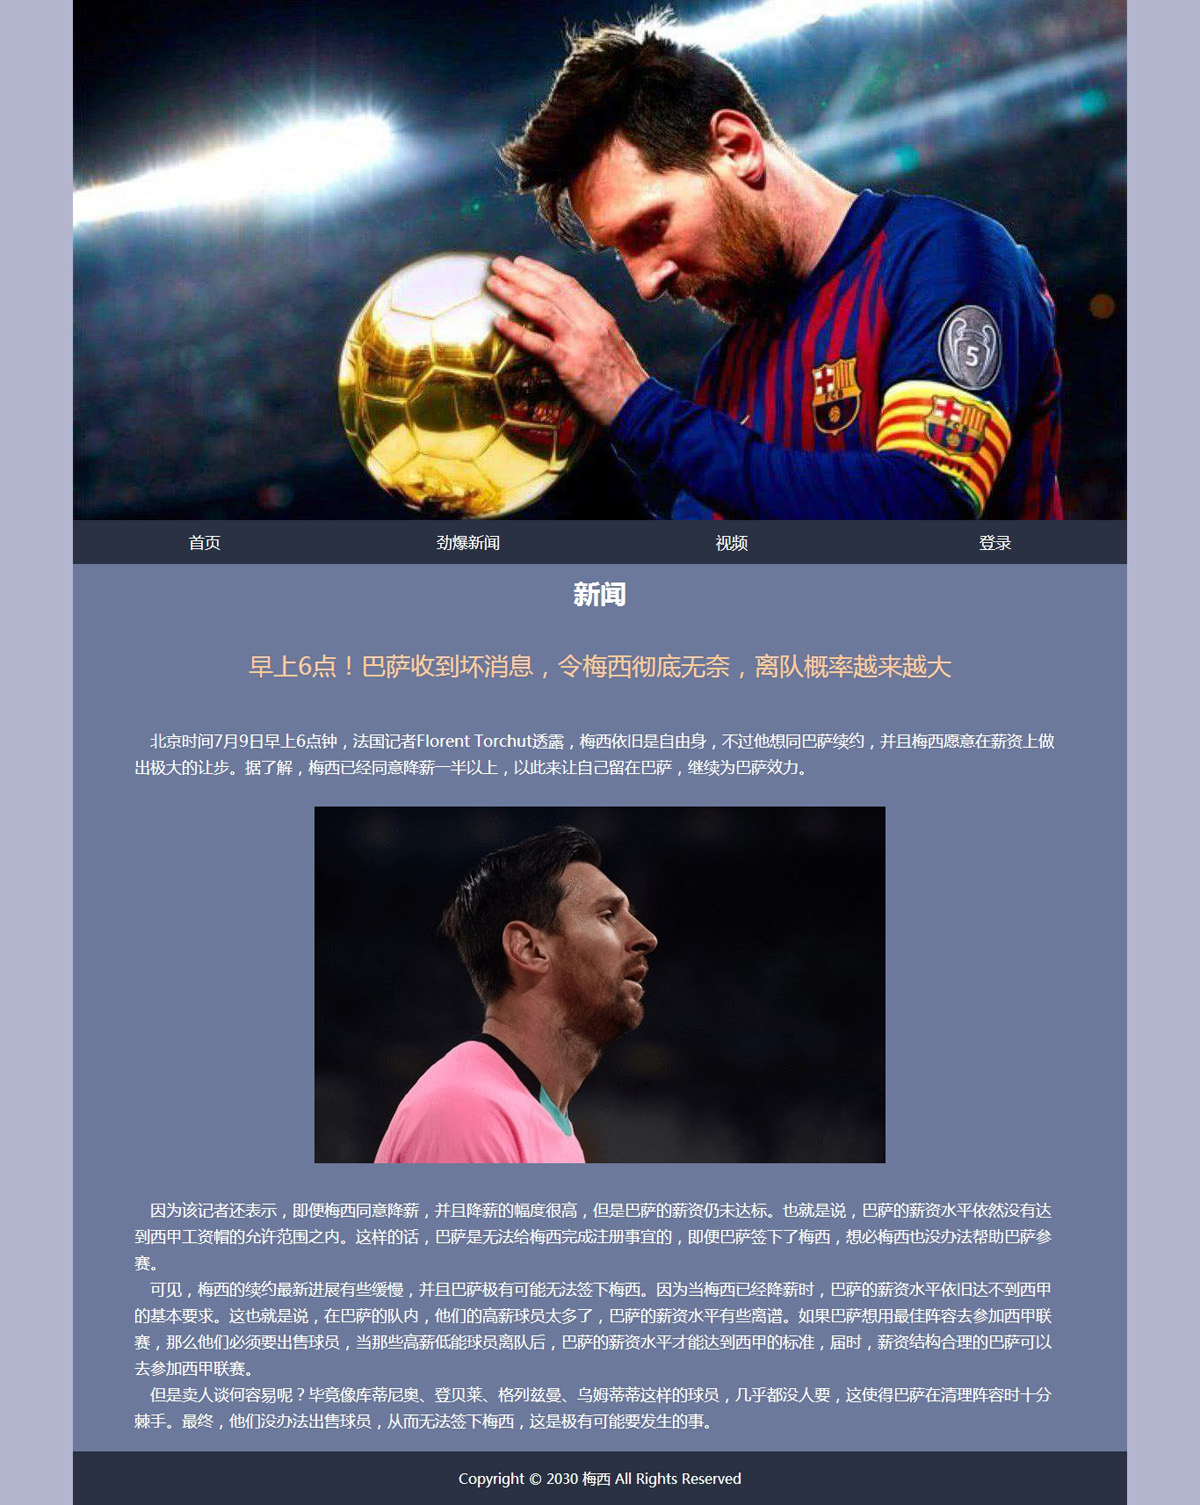 5
FCB
首页 劲爆新闻 视频 登录
新闻
早上6点！巴萨收到坏消息，令梅西彻底无奈，离队概率越来越大
北京时间7月9日早上6点钟，法国记者Florent Torchut透露，梅西依旧是自由身，不过他想同巴萨续约，并且梅西愿意在薪资上做
出极大的让步。据了解，梅西已经同意降薪一半以上，以此来让自己留在巴萨，继续为巴萨效力。
因为该记者还表示，即便梅西同意降薪，并且降薪的幅度很高，但是巴萨的薪资仍未达标。也就是说，巴萨的薪资水平依然没有达
到西甲工资帽的允许范围之内。这样的话，巴萨是无法给梅西完成注册事宜的，即便巴萨签下了梅西，想必梅西也没办法帮助巴萨参
赛。
可见，梅西的续约最新进展有些缓慢，并且巴萨极有可能无法签下梅西。因为当梅西已经降薪时，巴萨的薪资水平依旧达不到西甲
的基本要求。这也就是说，在巴萨的队内，他们的高薪球员太多了，巴萨的薪资水平有些离谱。如果巴萨想用最佳阵容去参加西甲联
赛，那么他们必须要出售球员，当那些高薪低能球员离队后，巴萨的薪资水平才能达到西甲的标准，届时，薪资结构合理的巴萨可以
去参加西甲联赛。
但是卖人谈何容易呢？毕竟像库蒂尼奥、登贝莱、格列兹曼、乌姆蒂蒂这样的球员，几乎都没人要，这使得巴萨在清理阵容时十分
棘手。最终，他们没办法出售球员，从而无法签下梅西，这是极有可能要发生的事。
Copyright © 2030 梅西 All Rights Reserved